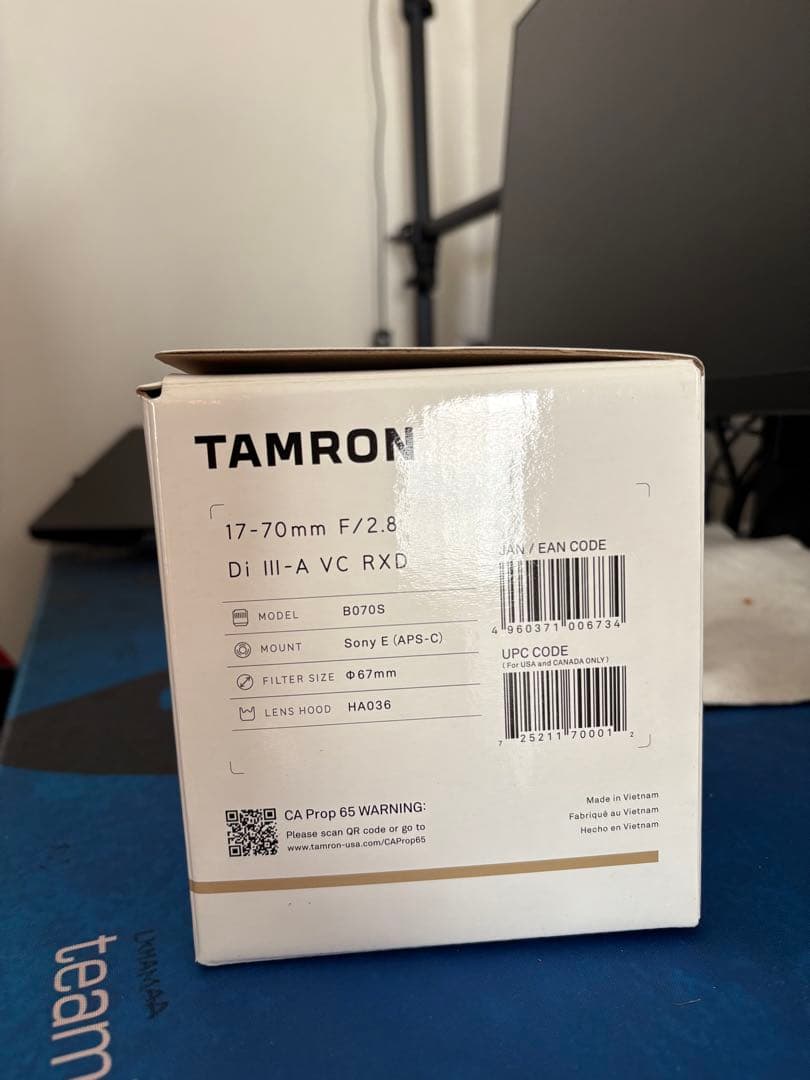 TAMRON
17-70mm F/2.8
Di III-A VC RXD
MODEL B070S
MOUNT Sony E (APS-C)
FILTER SIZE Φ67mm
LENS HOOD HA036
JAN / EAN CODE
4 960371 006734
UPC CODE
(For USA and CANADA ONLY)
7 25211 70001 2
CA Prop 65 WARNING:
Please scan QR code or go to
www.tamron-usa.com/CAProp65
Made in Vietnam
Fabriqué au Vietnam
Hecho en Vietnam
team